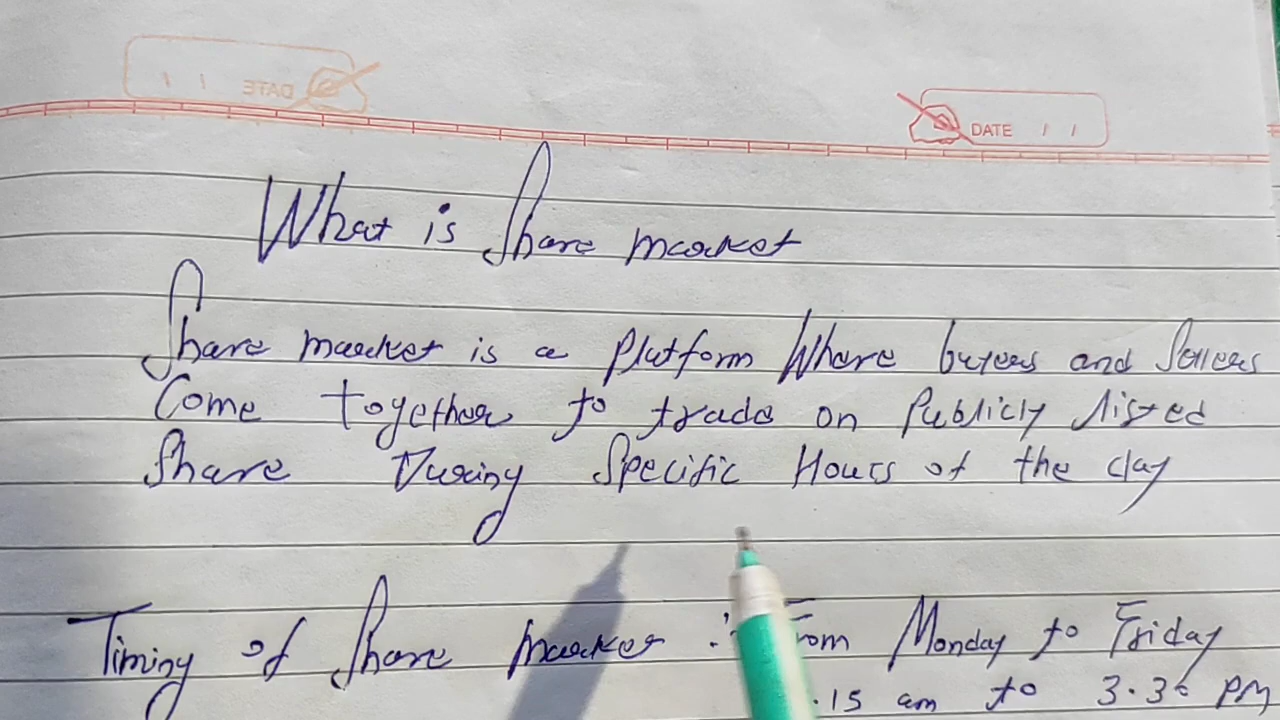 DATE / /
What is Share market
Share market is a Platform Where buyers and Sellers
Come together to trade on Publicly listed
Share During Specific Hours of the day
Timing of Share market :- From Monday to Friday
.15 am to 3.30 PM